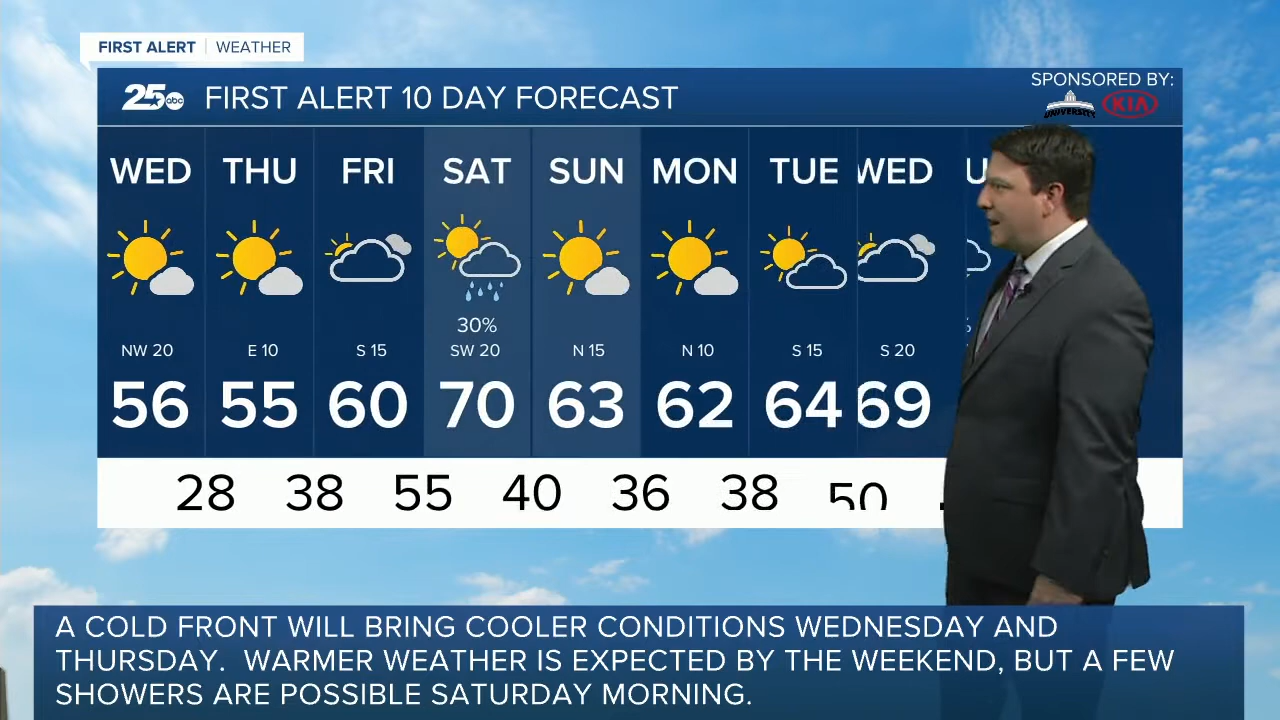 FIRST ALERT | WEATHER
25 abc FIRST ALERT 10 DAY FORECAST
SPONSORED BY:
UNIVERSITY KIA
WED THU FRI SAT SUN MON TUE WED
30%
NW 20 E 10 S 15 SW 20 N 15 N 10 S 15 S 20
56 55 60 70 63 62 64 69
28 38 55 40 36 38 50
A COLD FRONT WILL BRING COOLER CONDITIONS WEDNESDAY AND
THURSDAY. WARMER WEATHER IS EXPECTED BY THE WEEKEND, BUT A FEW
SHOWERS ARE POSSIBLE SATURDAY MORNING.